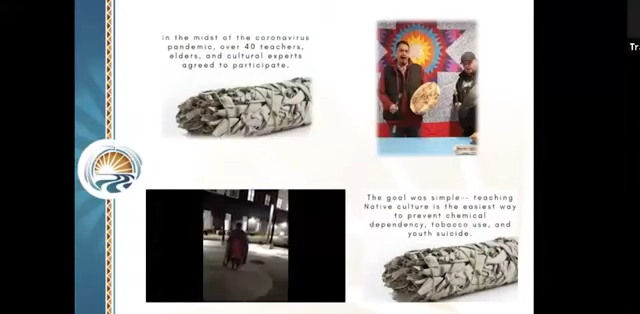 in the midst of the coronavirus
pandemic, over 40 teachers,
elders, and cultural experts
agreed to participate.
The goal was simple-- teaching
Native culture is the easiest way
to prevent chemical
dependency, tobacco use, and
youth suicide.